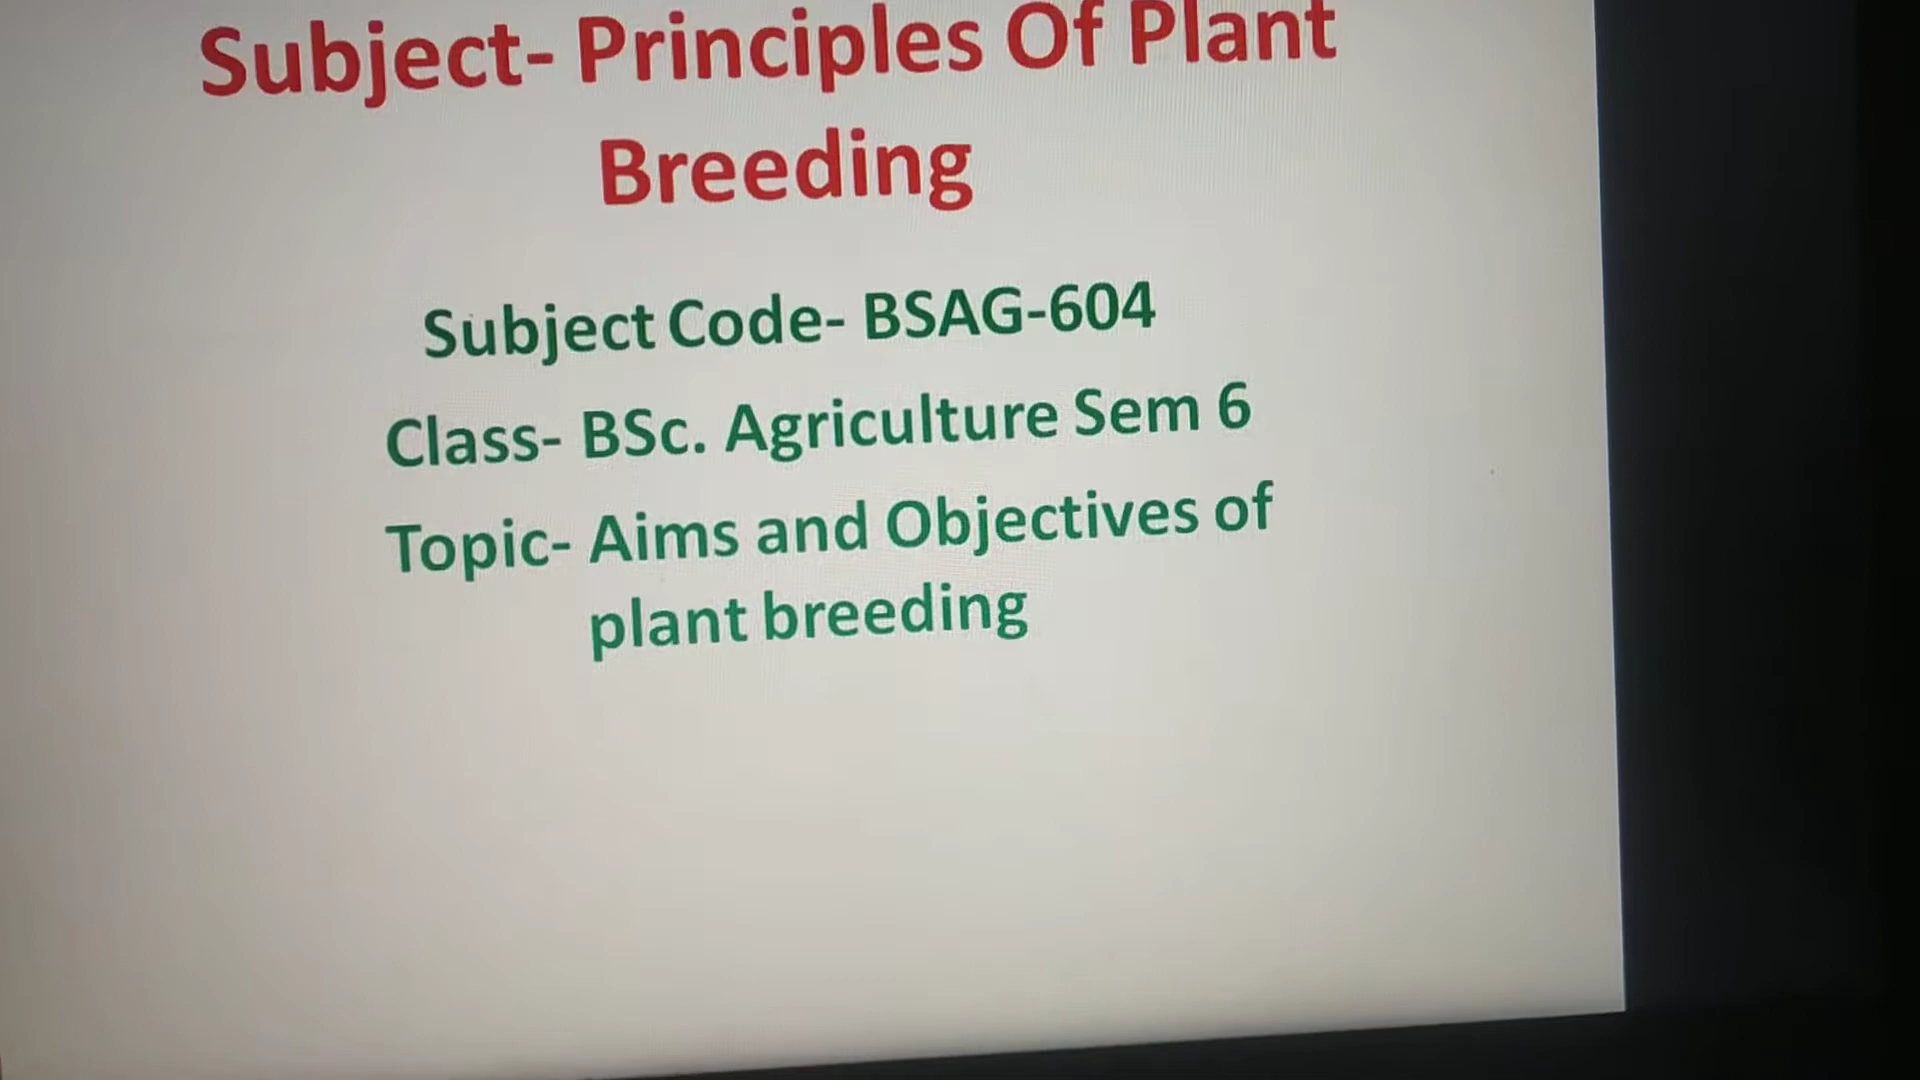 Subject- Principles Of Plant
Breeding
Subject Code- BSAG-604
Class- BSc. Agriculture Sem 6
Topic- Aims and Objectives of
plant breeding